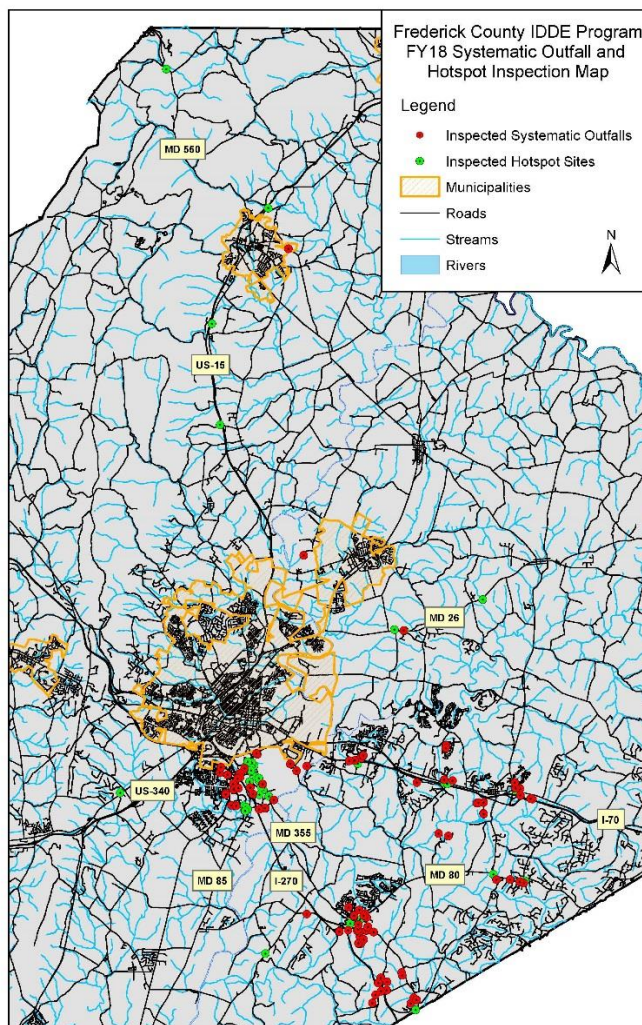 Frederick County IDDE Program
FY18 Systematic Outfall and
Hotspot Inspection Map
Legend
Inspected Systematic Outfalls
Inspected Hotspot Sites
Municipalities
Roads
Streams
Rivers
N
MD 550
US-15
MD 26
US-340
I-70
MD 355
MD 85
I-270
MD 80